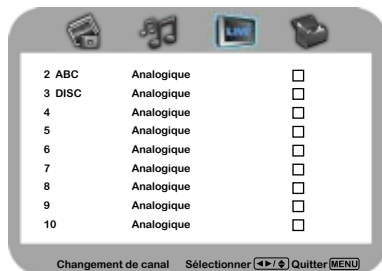 LIVE
2 ABC Analogique
3 DISC Analogique
4 Analogique
5 Analogique
6 Analogique
7 Analogique
8 Analogique
9 Analogique
10 Analogique
Changement de canal Sélectionner ◄►/ ◆ Quitter MENU